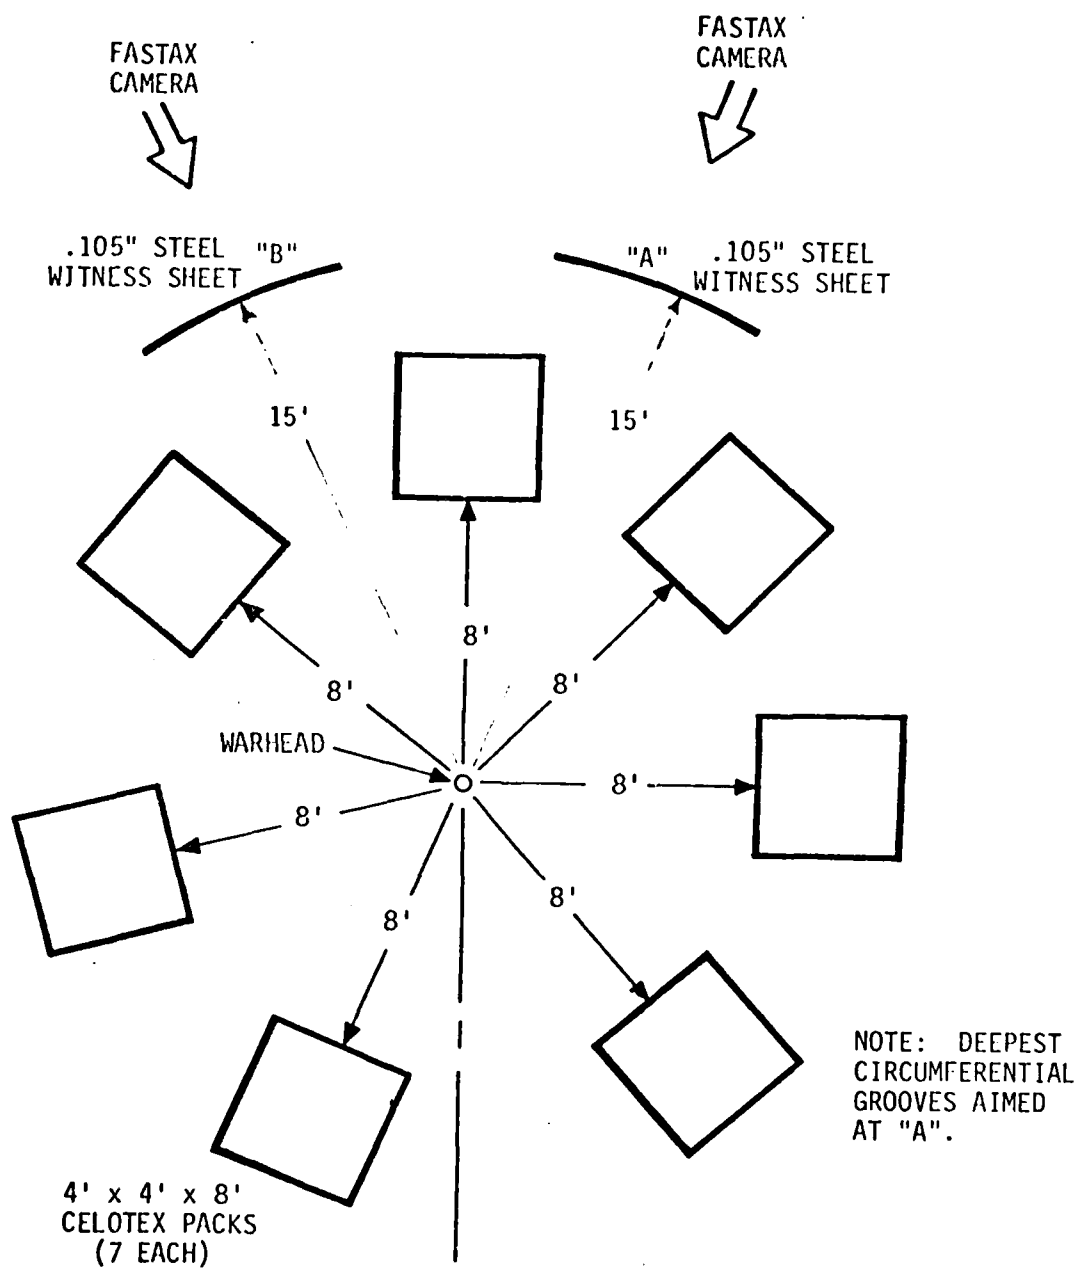 FASTAX
CAMERA
FASTAX
CAMERA
.105" STEEL "B"
WITNESS SHEET
"A" .105" STEEL
WITNESS SHEET
15'
15'
8'
8'
8'
WARHEAD
8'
8'
8'
8'
NOTE: DEEPEST
CIRCUMFERENTIAL
GROOVES AIMED
AT "A".
4' x 4' x 8'
CELOTEX PACKS
(7 EACH)